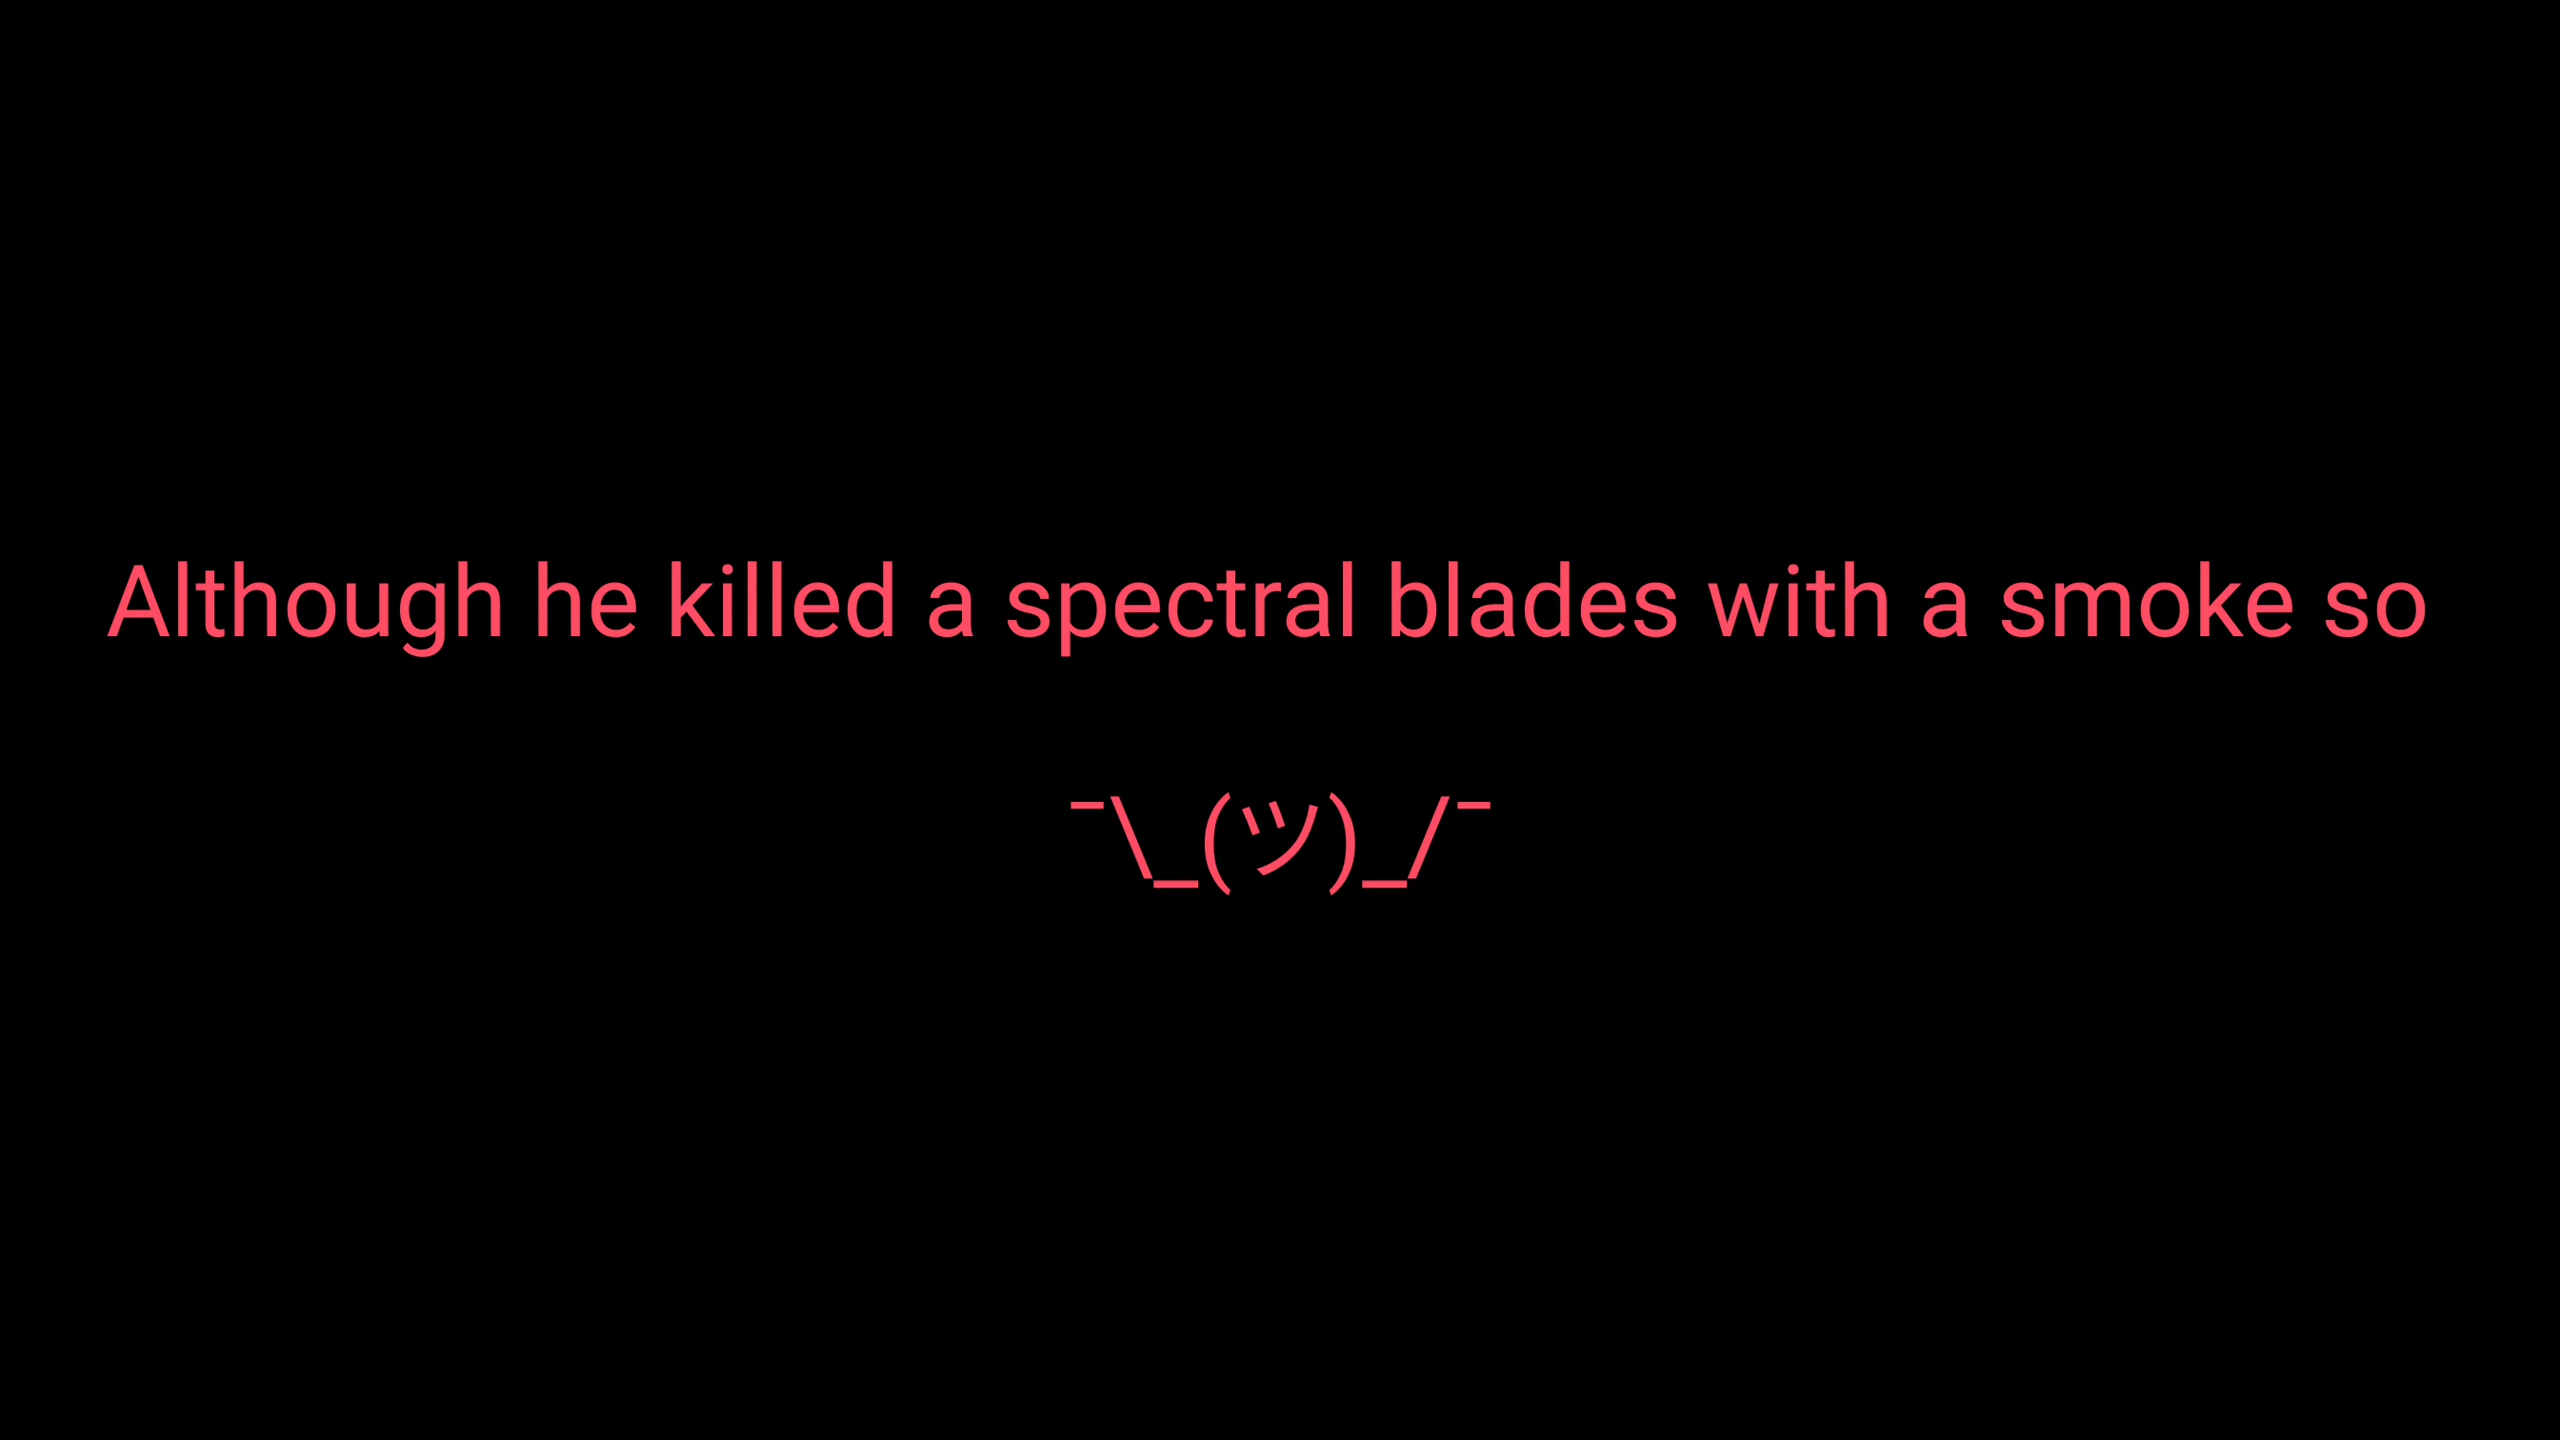 Although he killed a spectral blades with a smoke so
¯\_(ツ)_/¯